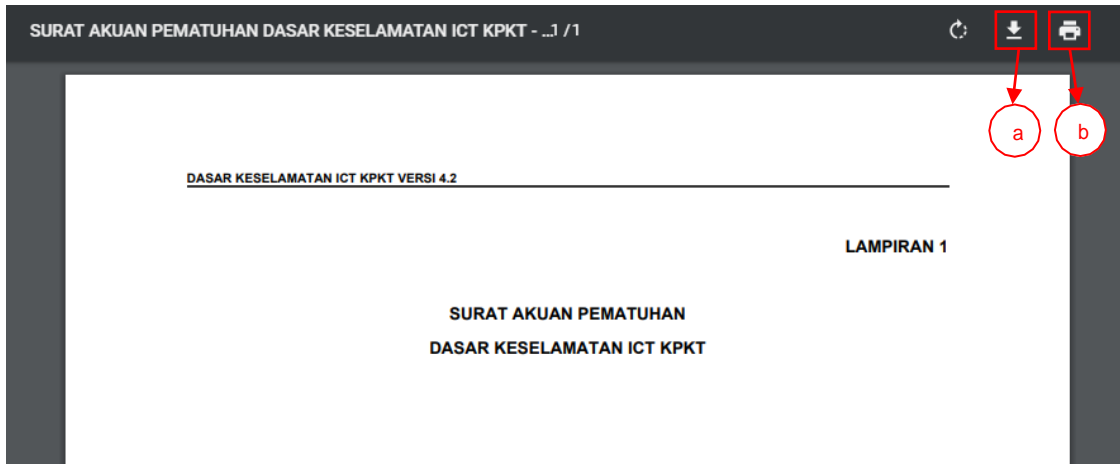 SURAT AKUAN PEMATUHAN DASAR KESELAMATAN ICT KPKT - ...1 /1
a b
DASAR KESELAMATAN ICT KPKT VERSI 4.2
LAMPIRAN 1
SURAT AKUAN PEMATUHAN
DASAR KESELAMATAN ICT KPKT